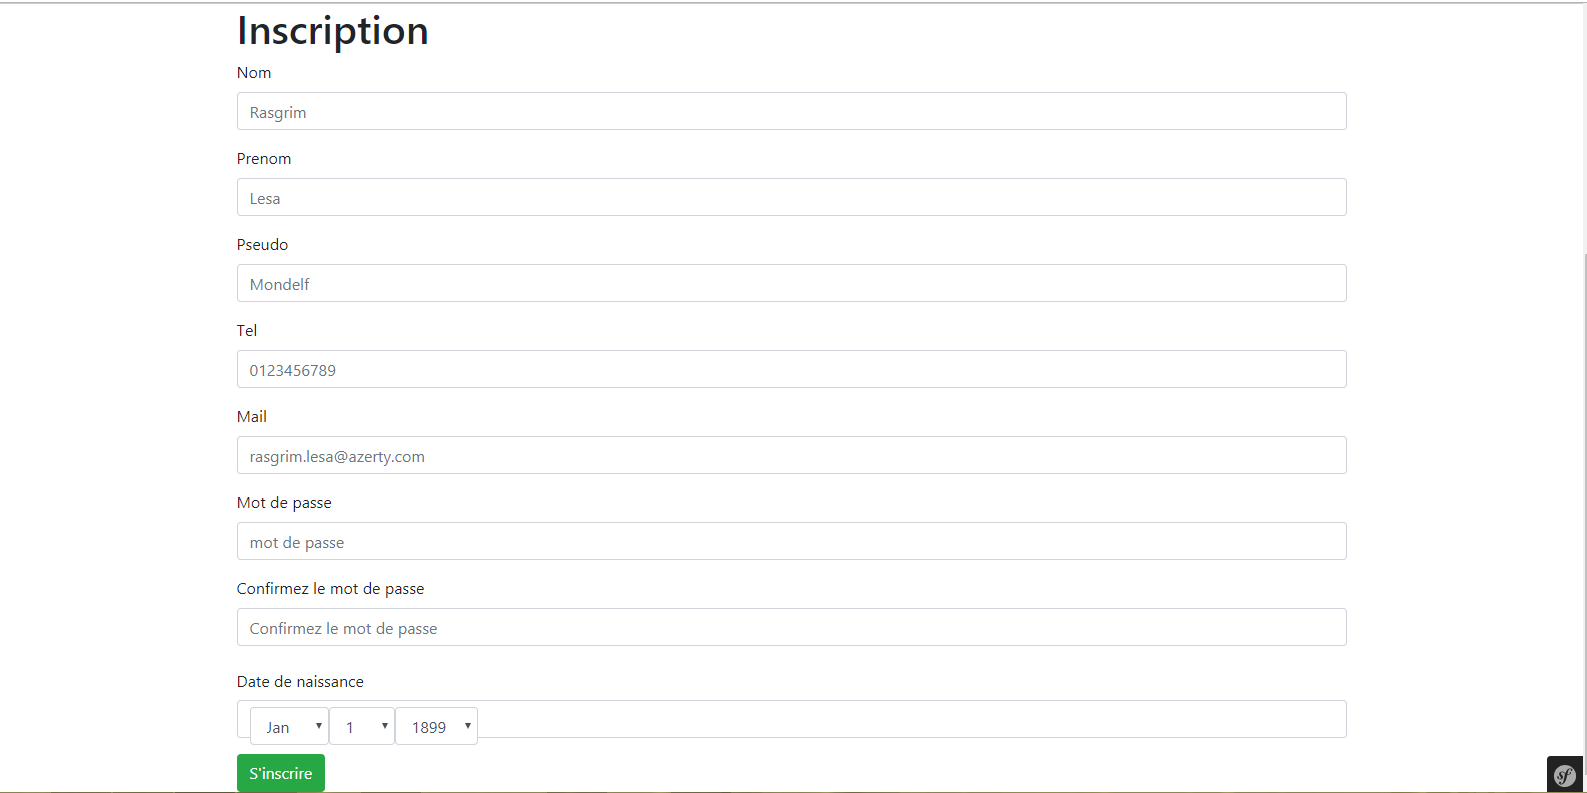 Inscription
Nom
Rasgrim
Prenom
Lesa
Pseudo
Mondelf
Tel
0123456789
Mail
rasgrim.lesa@azerty.com
Mot de passe
mot de passe
Confirmez le mot de passe
Confirmez le mot de passe
Date de naissance
Jan 1 1899
S'inscrire
sf